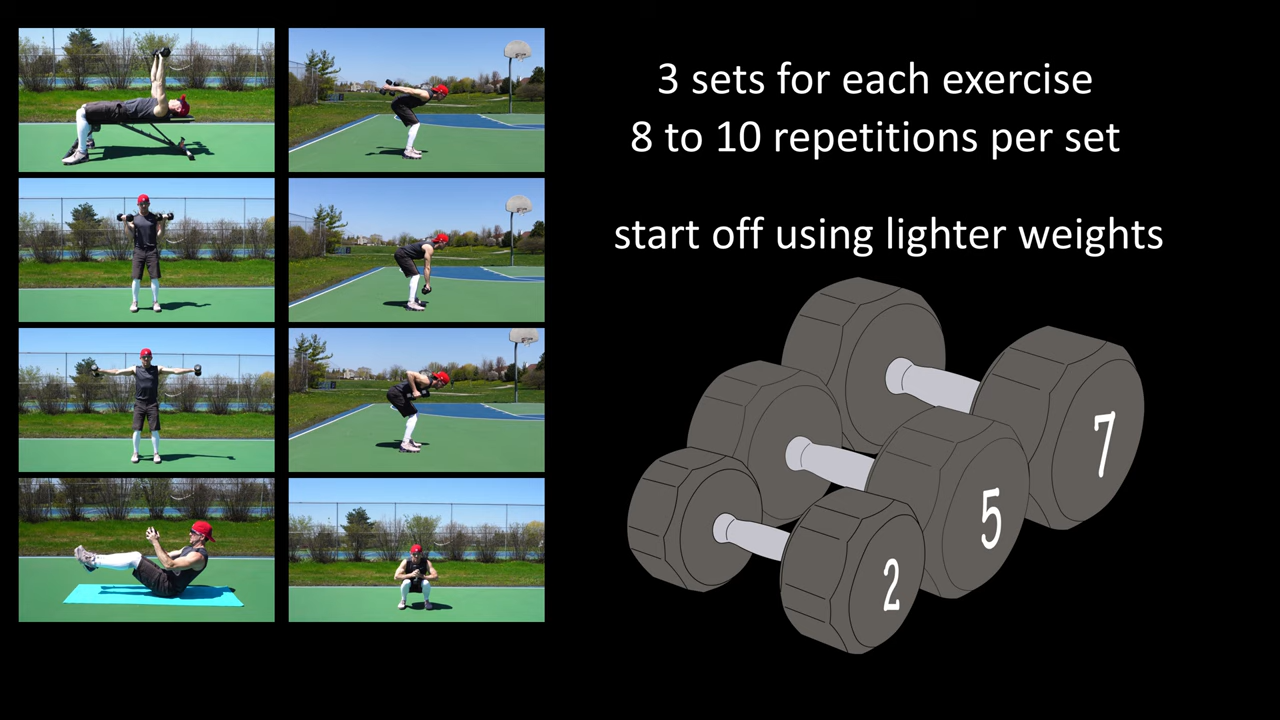 3 sets for each exercise
8 to 10 repetitions per set
start off using lighter weights
7
5
2